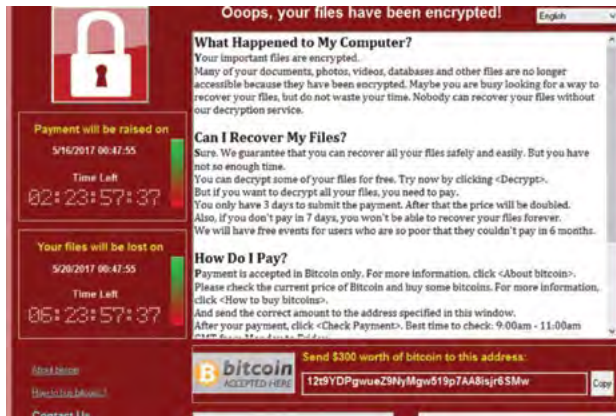 Ooops, your files have been encrypted!
English
What Happened to My Computer?
Your important files are encrypted.
Many of your documents, photos, videos, databases and other files are no longer
accessible because they have been encrypted. Maybe you are busy looking for a way to
recover your files, but do not waste your time. Nobody can recover your files without
our decryption service.
Can I Recover My Files?
Sure. We guarantee that you can recover all your files safely and easily. But you have
not so enough time.
You can decrypt some of your files for free. Try now by clicking <Decrypt>.
But if you want to decrypt all your files, you need to pay.
You only have 3 days to submit the payment. After that the price will be doubled.
Also, if you don't pay in 7 days, you won't be able to recover your files forever.
We will have free events for users who are so poor that they couldn't pay in 6 months.
How Do I Pay?
Payment is accepted in Bitcoin only. For more information, click <About bitcoin>.
Please check the current price of Bitcoin and buy some bitcoins. For more information,
click <How to buy bitcoins>.
And send the correct amount to the address specified in this window.
After your payment, click <Check Payment>. Best time to check: 9:00am - 11:00am
GMT from Monday to Friday.
Payment will be raised on
5/16/2017 00:47:55
Time Left
02:23:57:37
Your files will be lost on
5/20/2017 00:47:55
Time Left
06:23:57:37
About bitcoin
How to buy bitcoins?
Contact Us
bitcoin
ACCEPTED HERE
Send $300 worth of bitcoin to this address:
12t9YDPgwueZ9NyMgw519p7AA8isjr6SMw
Copy